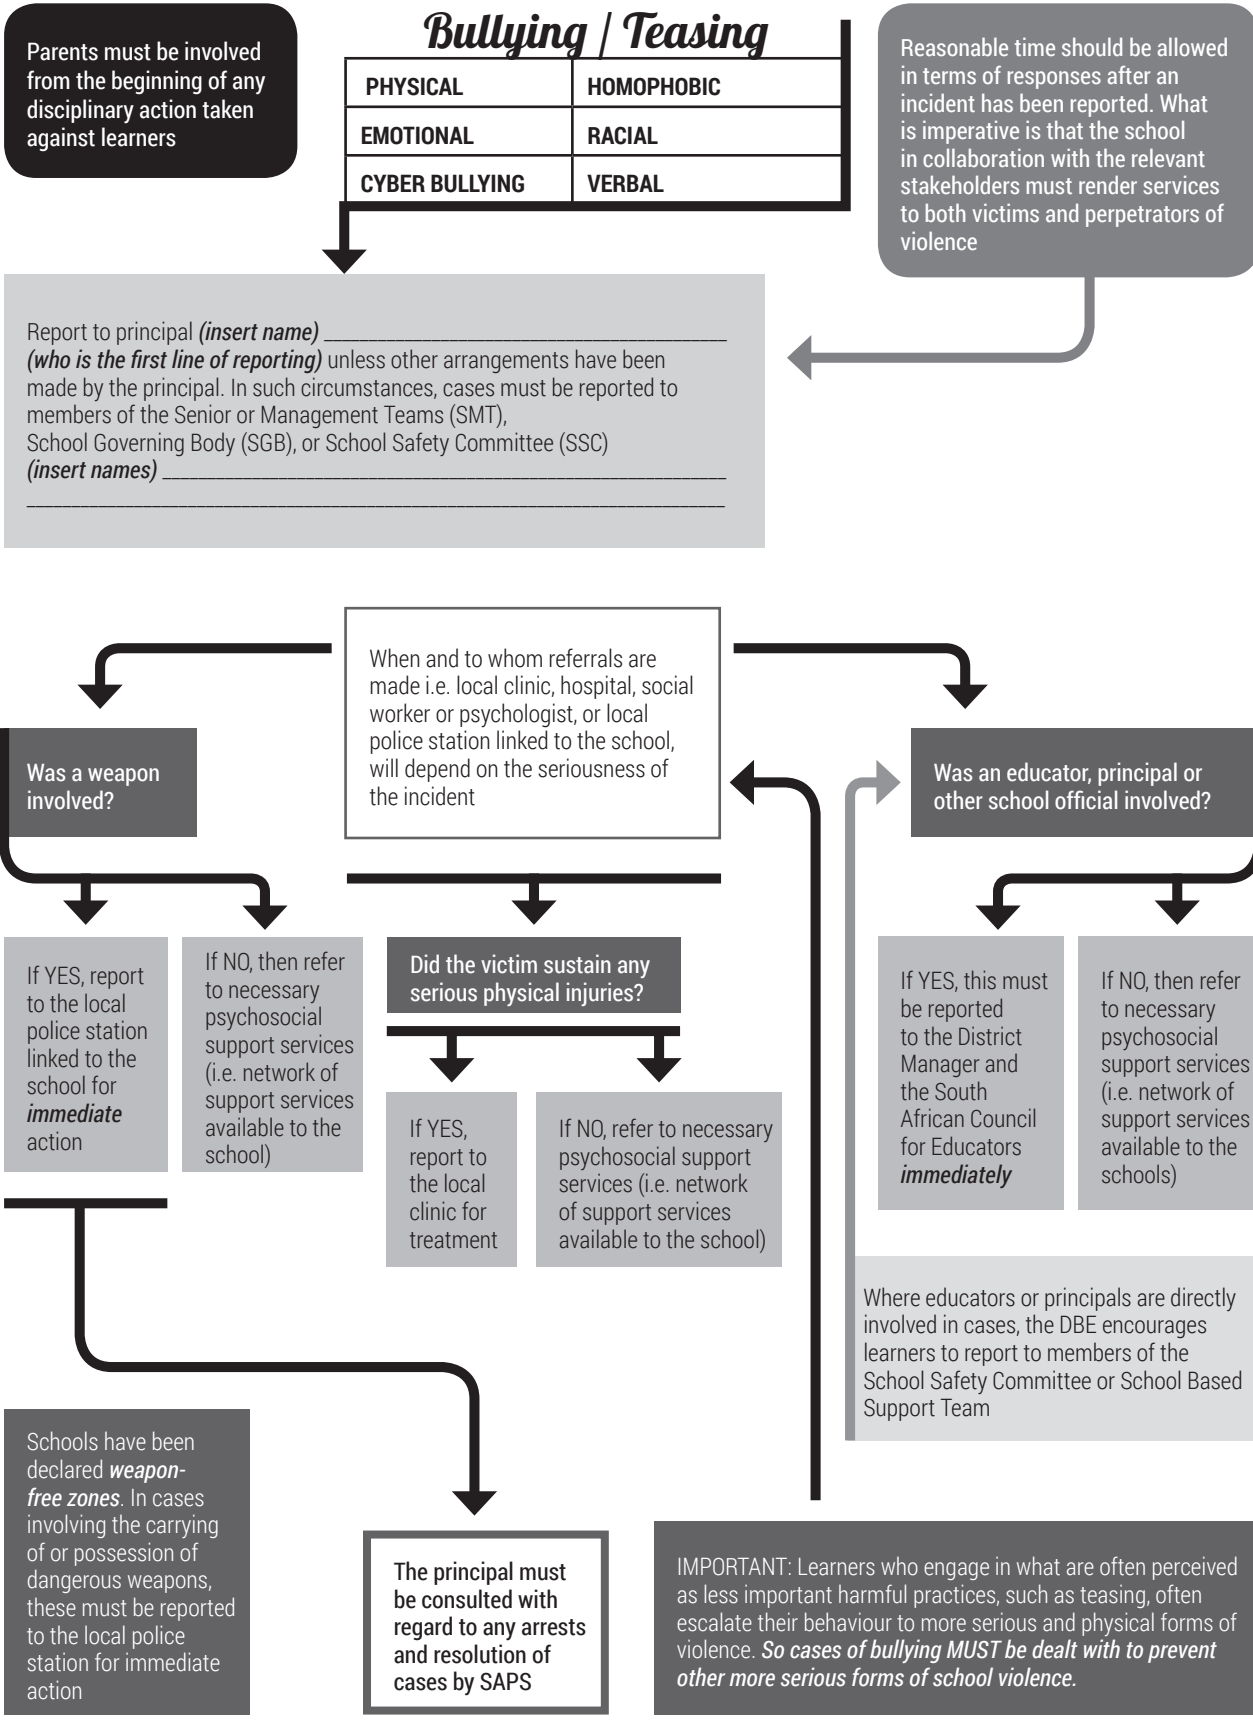 Parents must be involved
from the beginning of any
disciplinary action taken
against learners
Bullying / Teasing
PHYSICAL HOMOPHOBIC
EMOTIONAL RACIAL
CYBER BULLYING VERBAL
Reasonable time should be allowed
in terms of responses after an
incident has been reported. What
is imperative is that the school
in collaboration with the relevant
stakeholders must render services
to both victims and perpetrators of
violence
Report to principal (insert name) ____________________________________________
(who is the first line of reporting) unless other arrangements have been
made by the principal. In such circumstances, cases must be reported to
members of the Senior or Management Teams (SMT),
School Governing Body (SGB), or School Safety Committee (SSC)
(insert names) ______________________________________________________________
_____________________________________________________________________________
When and to whom referrals are
made i.e. local clinic, hospital, social
worker or psychologist, or local
police station linked to the school,
will depend on the seriousness of
the incident
Was a weapon
involved?
Was an educator, principal or
other school official involved?
If YES, report
to the local
police station
linked to the
school for
immediate
action
If NO, then refer
to necessary
psychosocial
support services
(i.e. network of
support services
available to the
school)
Did the victim sustain any
serious physical injuries?
If YES,
report to
the local
clinic for
treatment
If NO, refer to necessary
psychosocial support
services (i.e. network
of support services
available to the school)
If YES, this must
be reported
to the District
Manager and
the South
African Council
for Educators
immediately
If NO, then refer
to necessary
psychosocial
support services
(i.e. network of
support services
available to the
schools)
Where educators or principals are directly
involved in cases, the DBE encourages
learners to report to members of the
School Safety Committee or School Based
Support Team
Schools have been
declared weapon-
free zones. In cases
involving the carrying
of or possession of
dangerous weapons,
these must be reported
to the local police
station for immediate
action
The principal must
be consulted with
regard to any arrests
and resolution of
cases by SAPS
IMPORTANT: Learners who engage in what are often perceived
as less important harmful practices, such as teasing, often
escalate their behaviour to more serious and physical forms of
violence. So cases of bullying MUST be dealt with to prevent
other more serious forms of school violence.